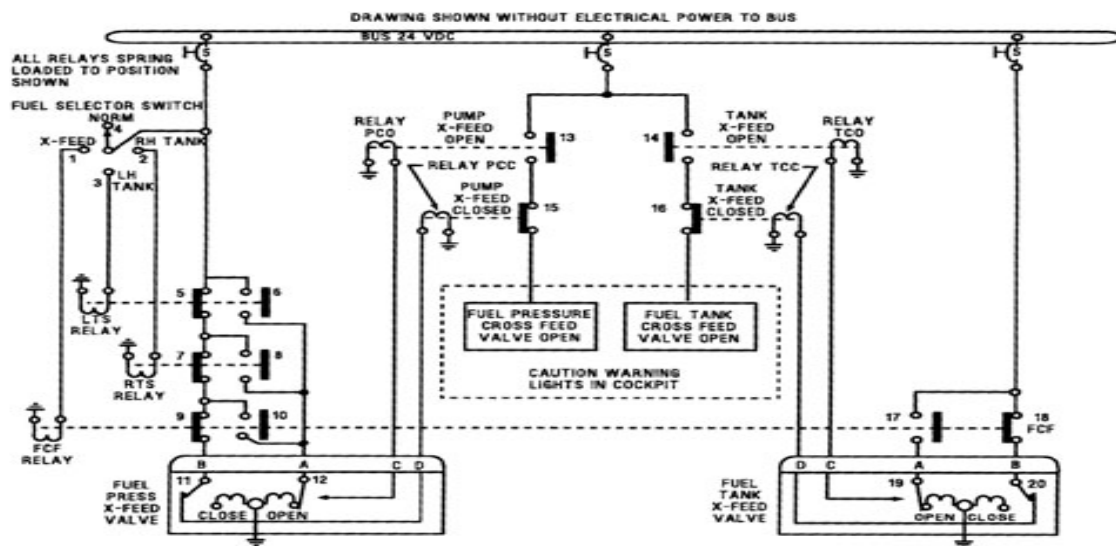 DRAWING SHOWN WITHOUT ELECTRICAL POWER TO BUS
BUS 24 VDC
5
5
5
ALL RELAYS SPRING
LOADED TO POSITION
SHOWN
FUEL SELECTOR SWITCH
NORM
4
X-FEED
RH TANK
1
2
3
LH
TANK
RELAY
PCO
PUMP
X-FEED
OPEN
13
14
TANK
X-FEED
OPEN
RELAY
TCO
RELAY PCC
RELAY TCC
PUMP
X-FEED
CLOSED
15
16
TANK
X-FEED
CLOSED
5
6
LTS
RELAY
7
8
RTS
RELAY
9
10
FCF
RELAY
FUEL PRESSURE
CROSS FEED
VALVE OPEN
FUEL TANK
CROSS FEED
VALVE OPEN
CAUTION WARNING
LIGHTS IN COCKPIT
17
18
FCF
B
A
C
D
D
C
A
B
FUEL
PRESS
X-FEED
VALVE
11
12
CLOSE
OPEN
FUEL
TANK
X-FEED
VALVE
19
20
OPEN
CLOSE